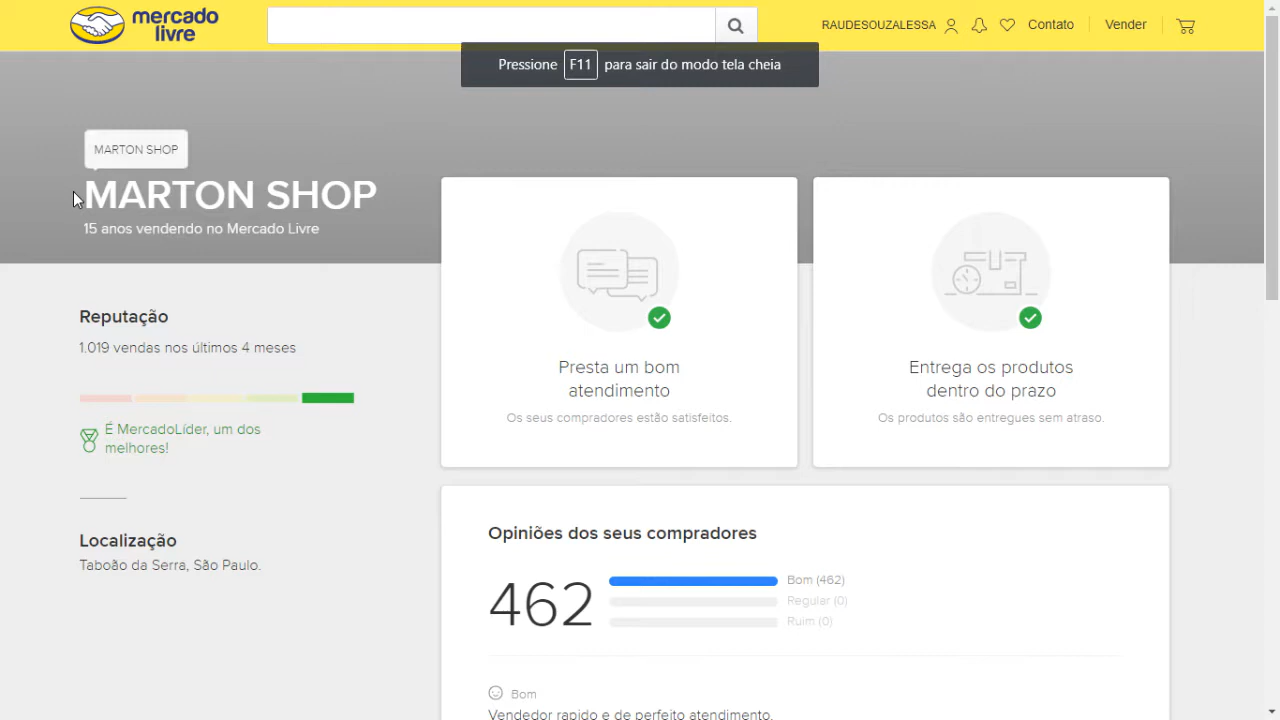 mercado
livre
RAUDESOUZALESSA
Contato
Vender
Pressione F11 para sair do modo tela cheia
MARTON SHOP
MARTON SHOP
15 anos vendendo no Mercado Livre
Reputação
1.019 vendas nos últimos 4 meses
É MercadoLíder, um dos
melhores!
Localização
Taboão da Serra, São Paulo.
Presta um bom
atendimento
Os seus compradores estão satisfeitos.
Entrega os produtos
dentro do prazo
Os produtos são entregues sem atraso.
Opiniões dos seus compradores
462
Bom (462)
Regular (0)
Ruim (0)
Bom
Vendedor rapido e de perfeito atendimento.